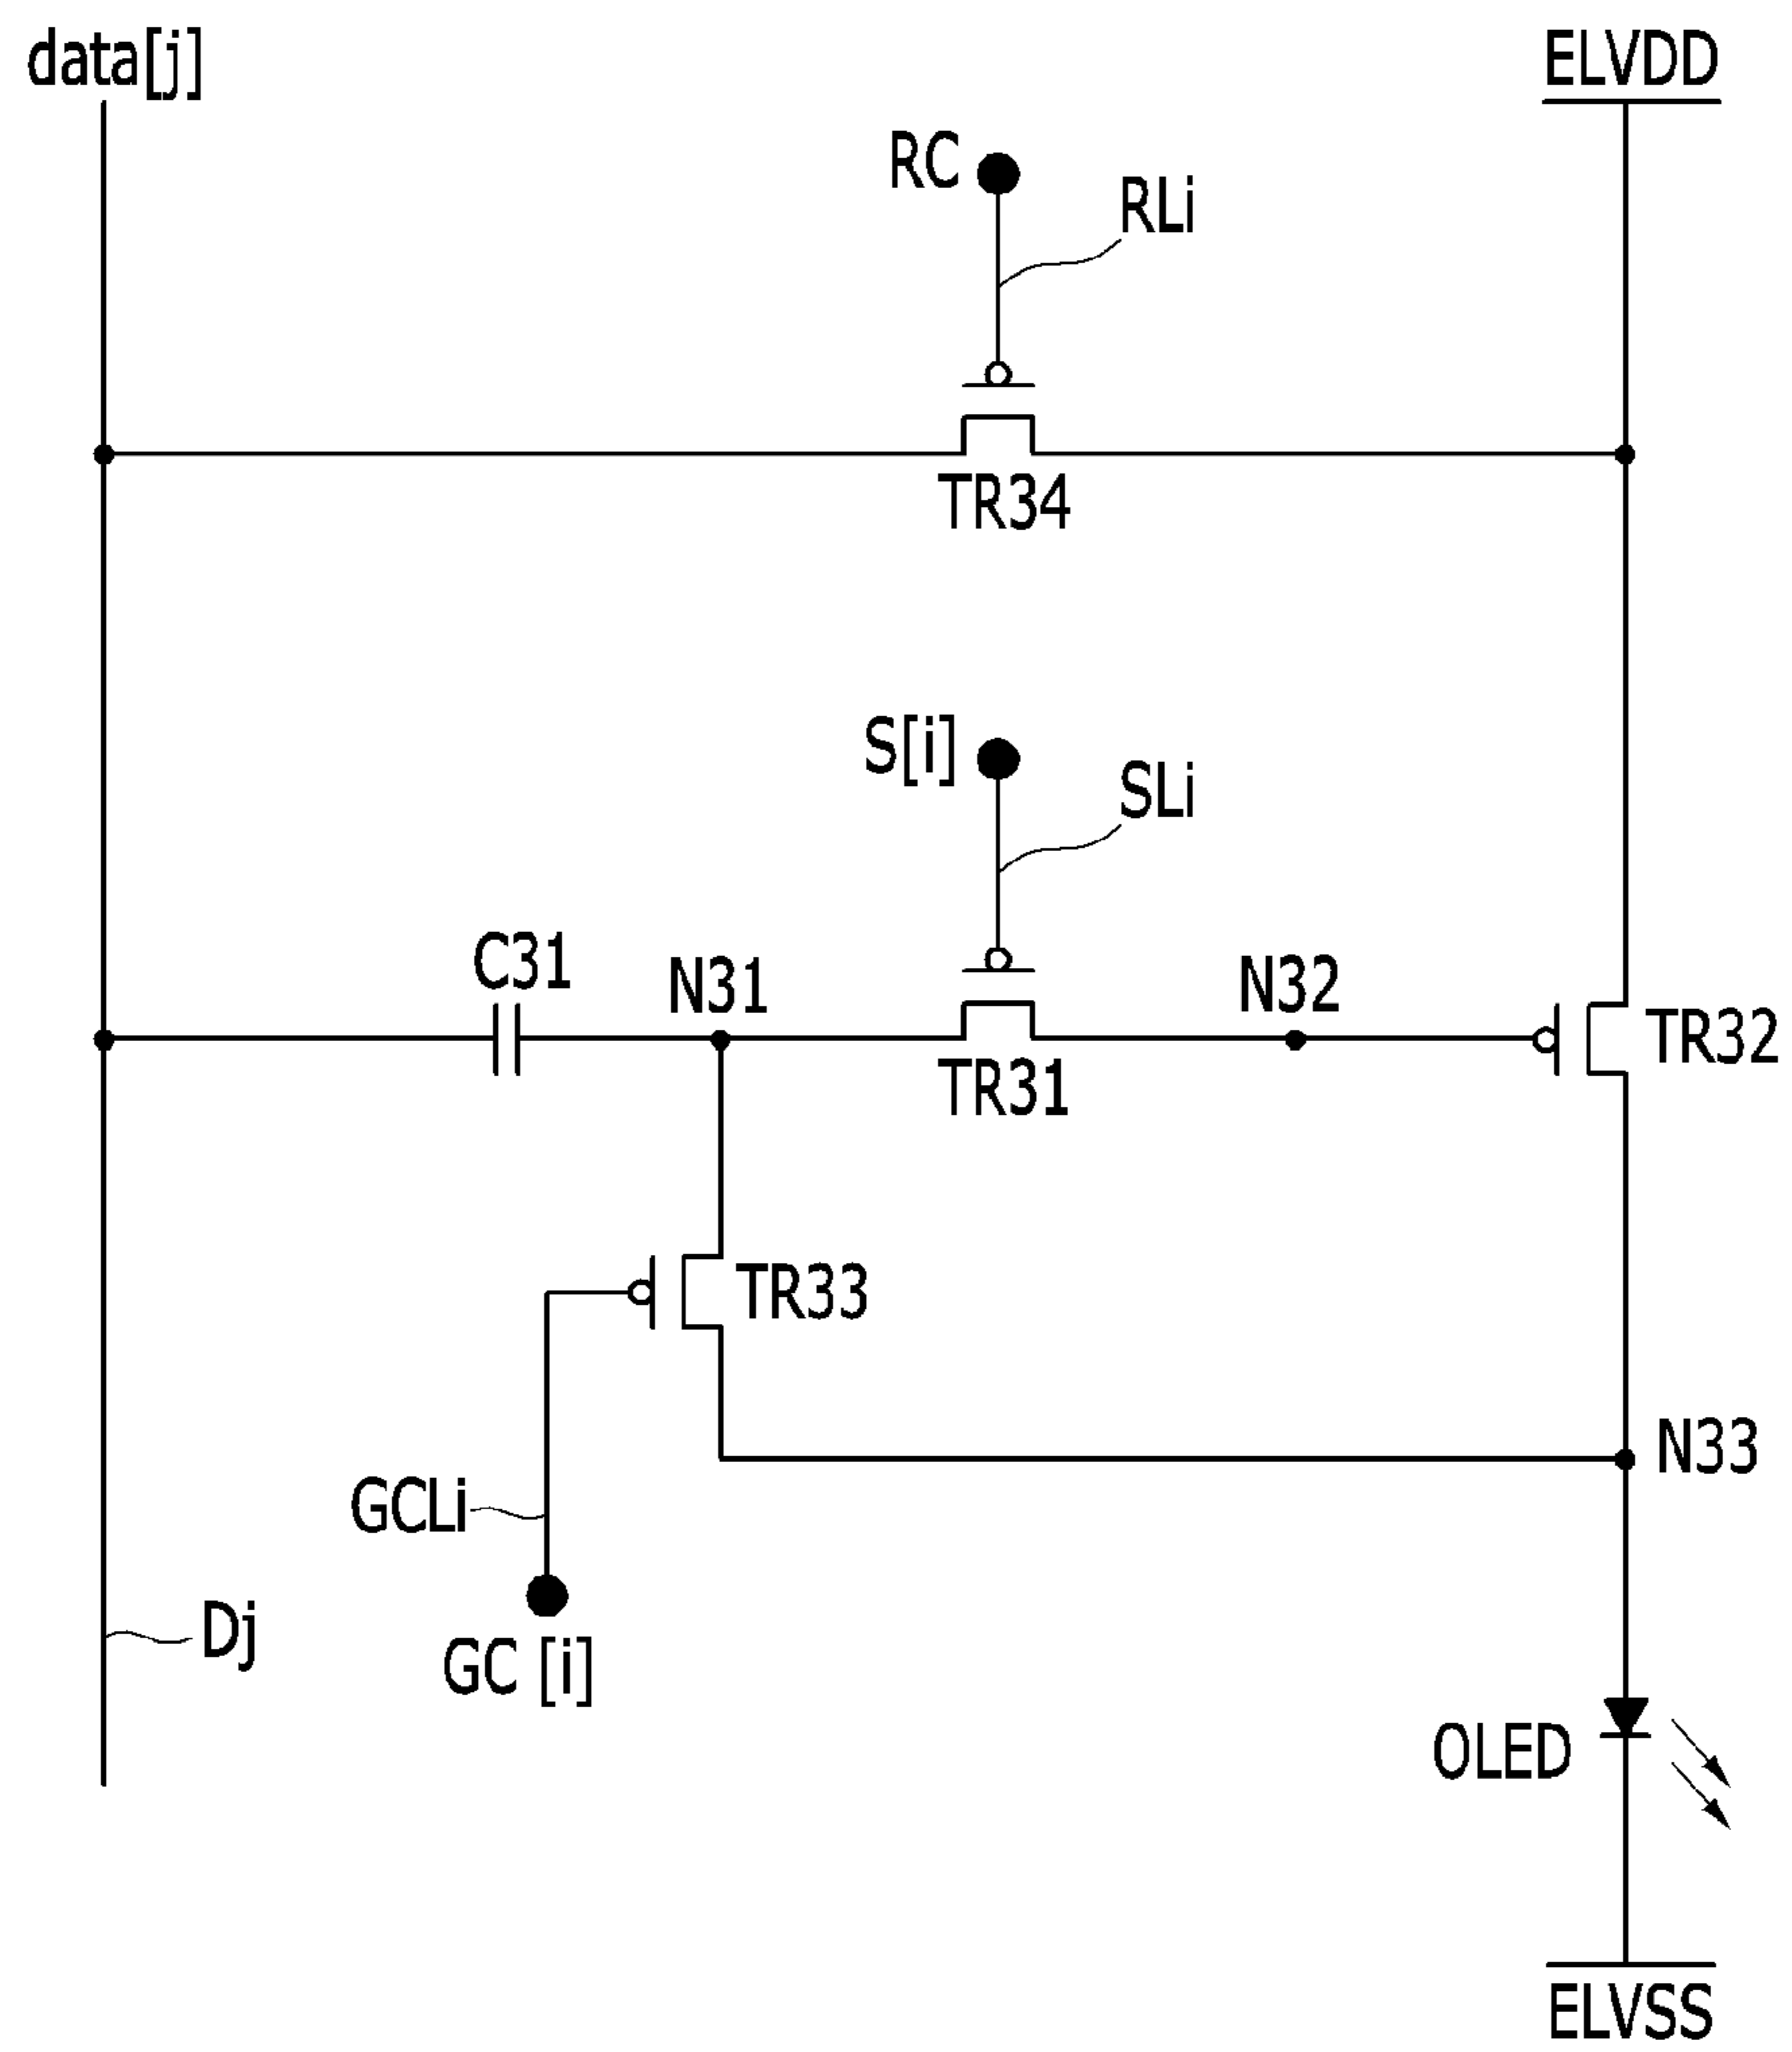 data[j]
ELVDD
RC
RLi
TR34
S[i]
SLi
C31
N31
N32
TR32
TR31
TR33
N33
GCLi
Dj
GC [i]
OLED
ELVSS